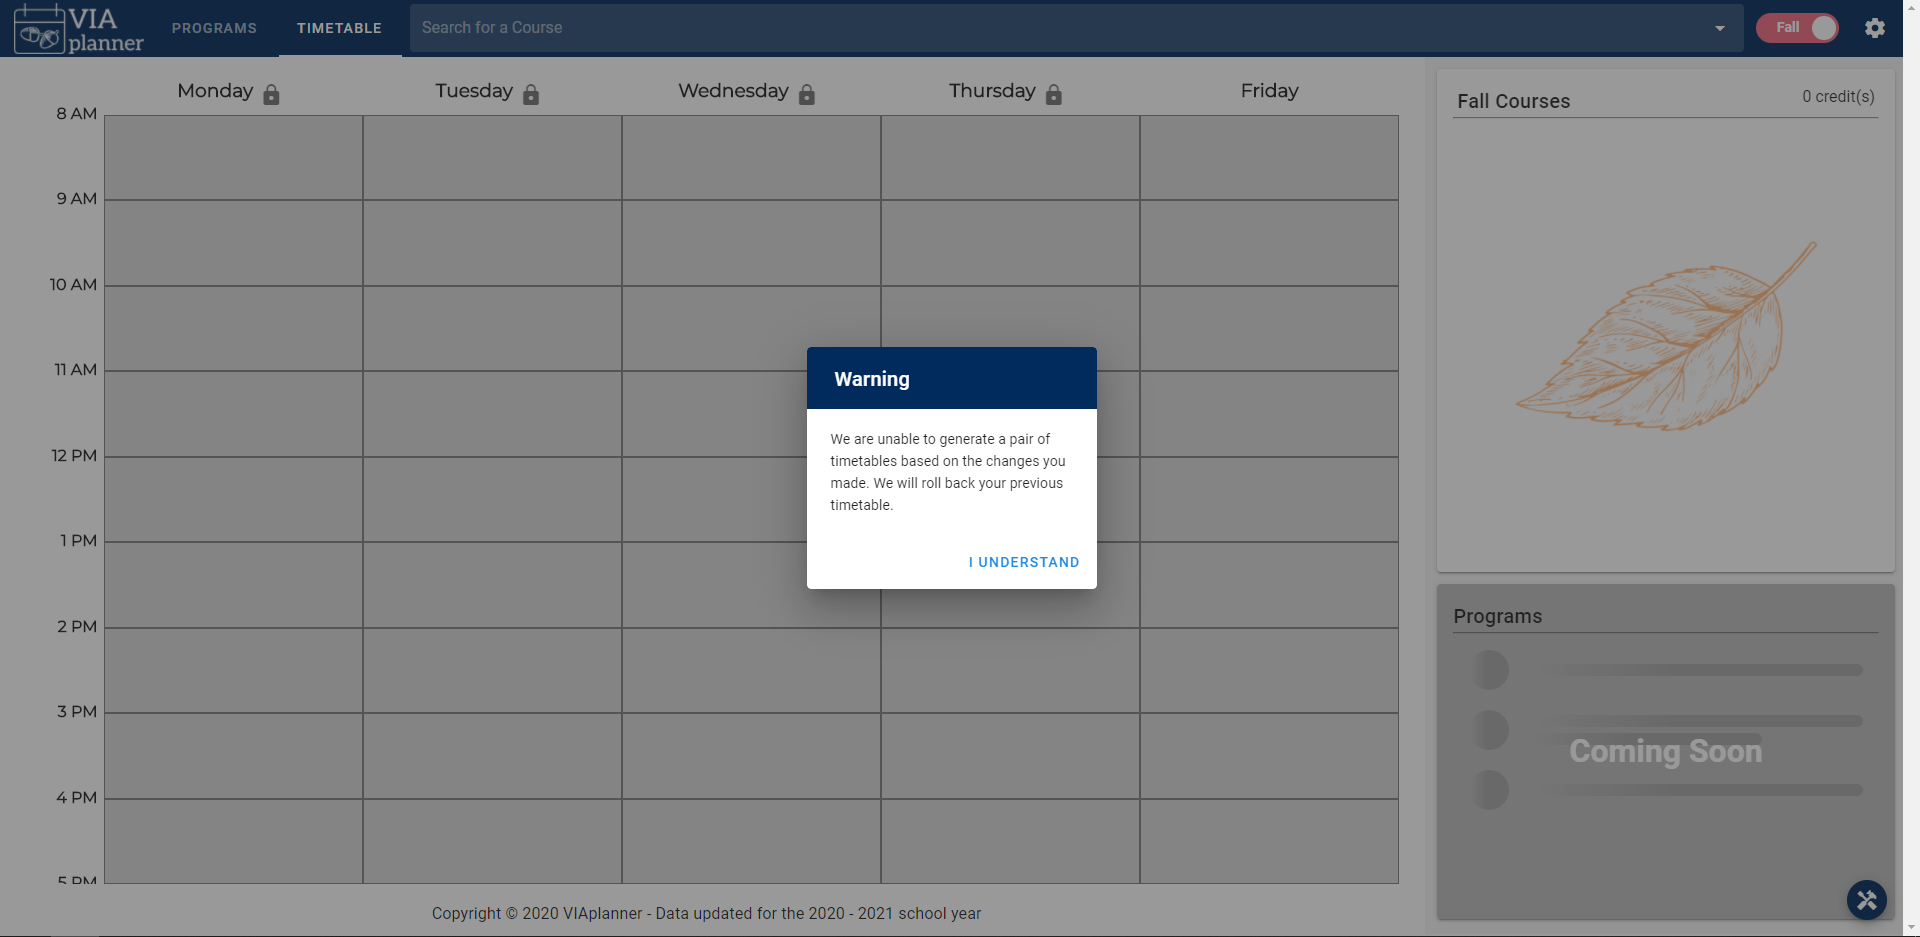 VIA
planner
PROGRAMS
TIMETABLE
Search for a Course
Fall
Monday
Tuesday
Wednesday
Thursday
Friday
8 AM
9 AM
10 AM
11 AM
12 PM
1 PM
2 PM
3 PM
4 PM
5 PM
Warning
We are unable to generate a pair of
timetables based on the changes you
made. We will roll back your previous
timetable.
I UNDERSTAND
Fall Courses
0 credit(s)
Programs
Coming Soon
Copyright © 2020 VIAplanner - Data updated for the 2020 - 2021 school year